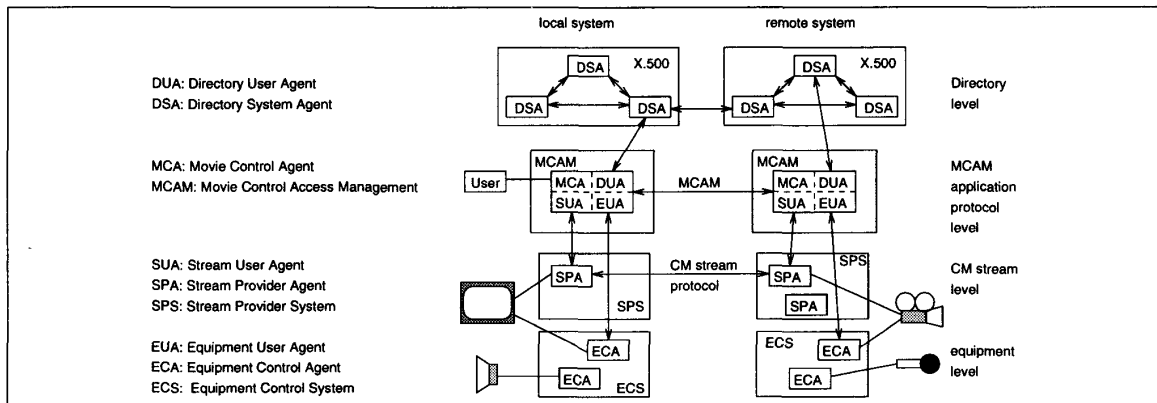 local system remote system
X.500 X.500
DSA DSA
DUA: Directory User Agent Directory
DSA: Directory System Agent DSA DSA DSA DSA level
MCAM MCAM
MCA: Movie Control Agent MCA DUA MCA DUA MCAM
MCAM: Movie Control Access Management User MCAM application
SUA EUA SUA EUA protocol
level
SUA: Stream User Agent SPS
SPA: Stream Provider Agent SPA CM stream SPA CM stream
protocol level
SPS: Stream Provider System SPS SPA
EUA: Equipment User Agent ECA ECS ECA equipment
ECA: Equipment Control Agent level
ECS: Equipment Control System ECA ECS ECA